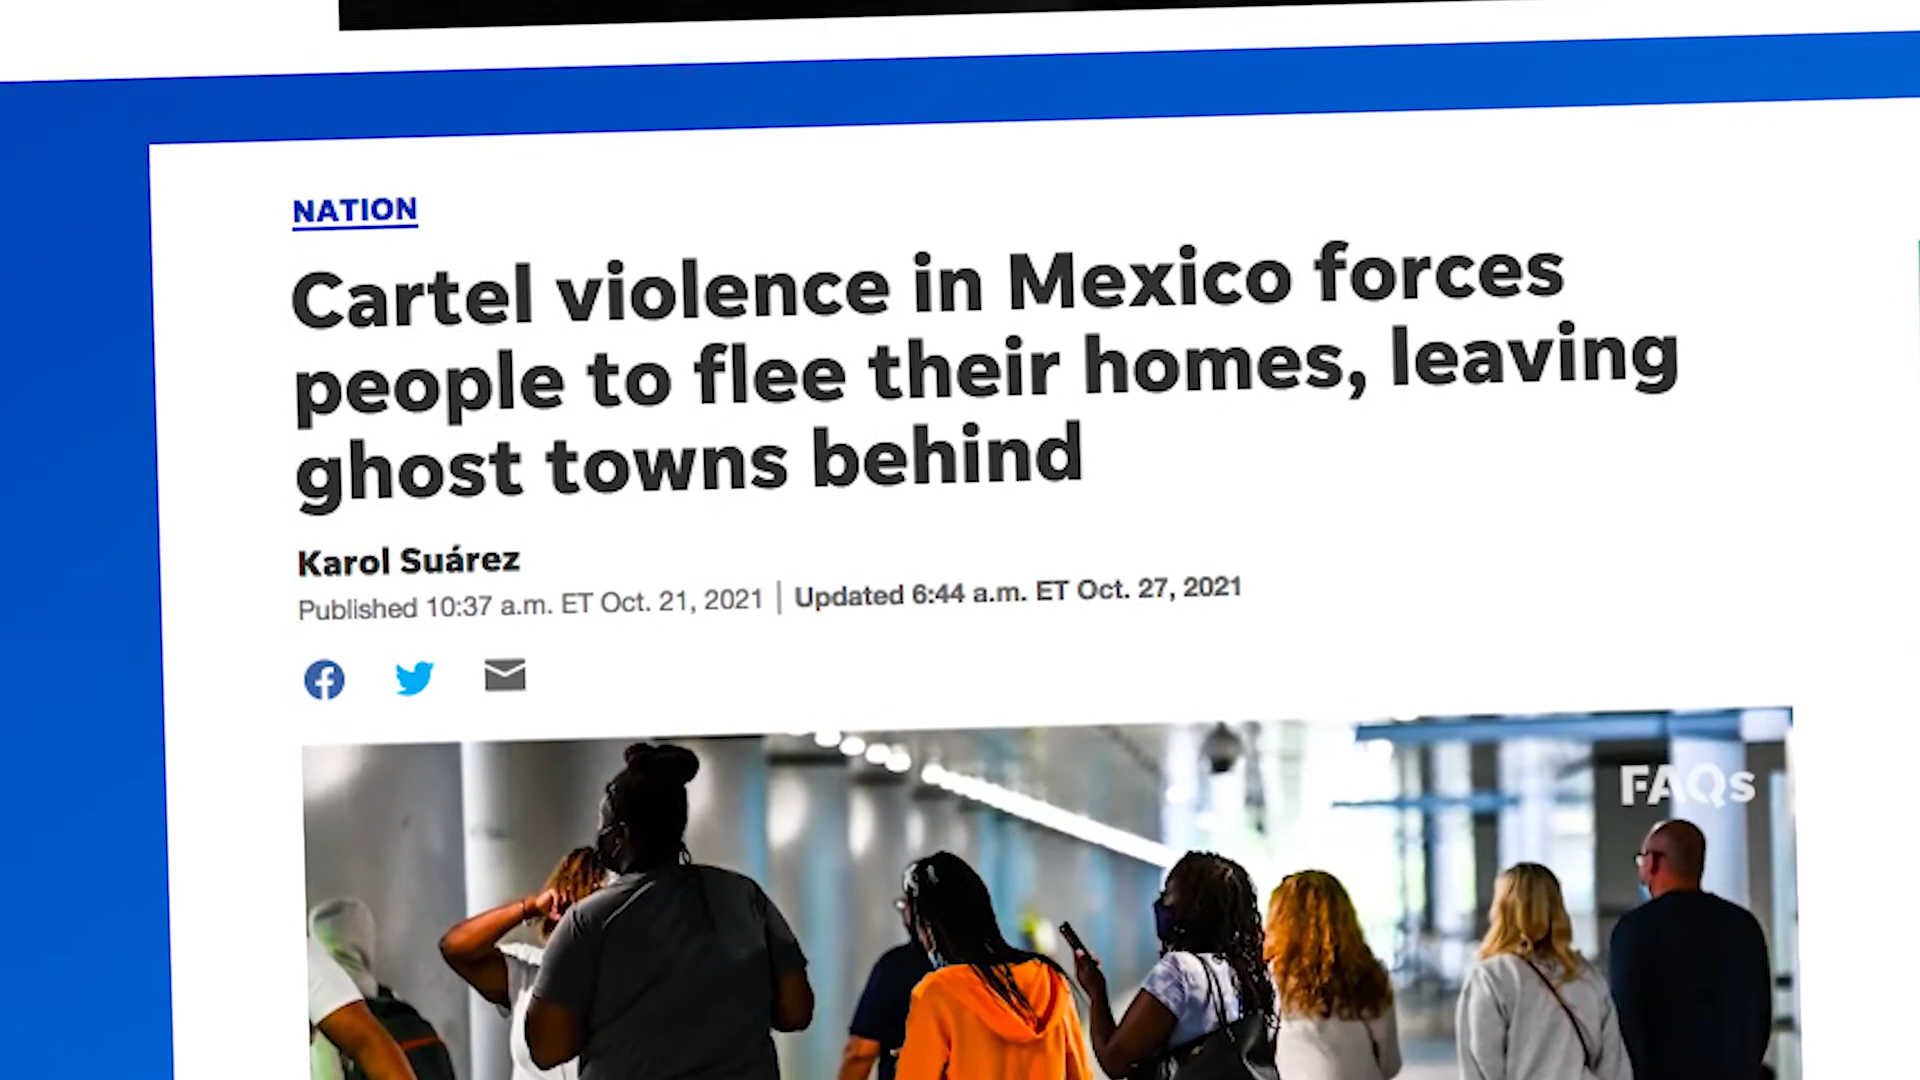 NATION
Cartel violence in Mexico forces
people to flee their homes, leaving
ghost towns behind
Karol Suárez
Published 10:37 a.m. ET Oct. 21, 2021 | Updated 6:44 a.m. ET Oct. 27, 2021
FAQs